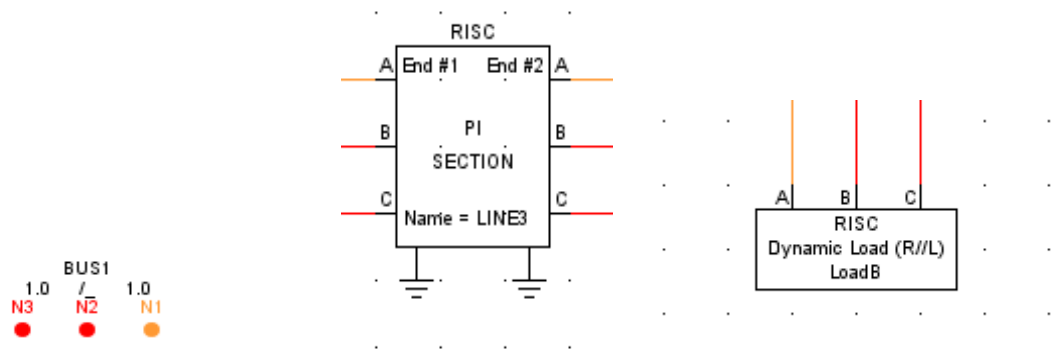 RISC
A End #1 End #2 A
B PI B
SECTION
C C
Name = LINE3
A B C
RISC
Dynamic Load (R//L)
LoadB
BUS1
1.0 /_ 1.0
N3 N2 N1